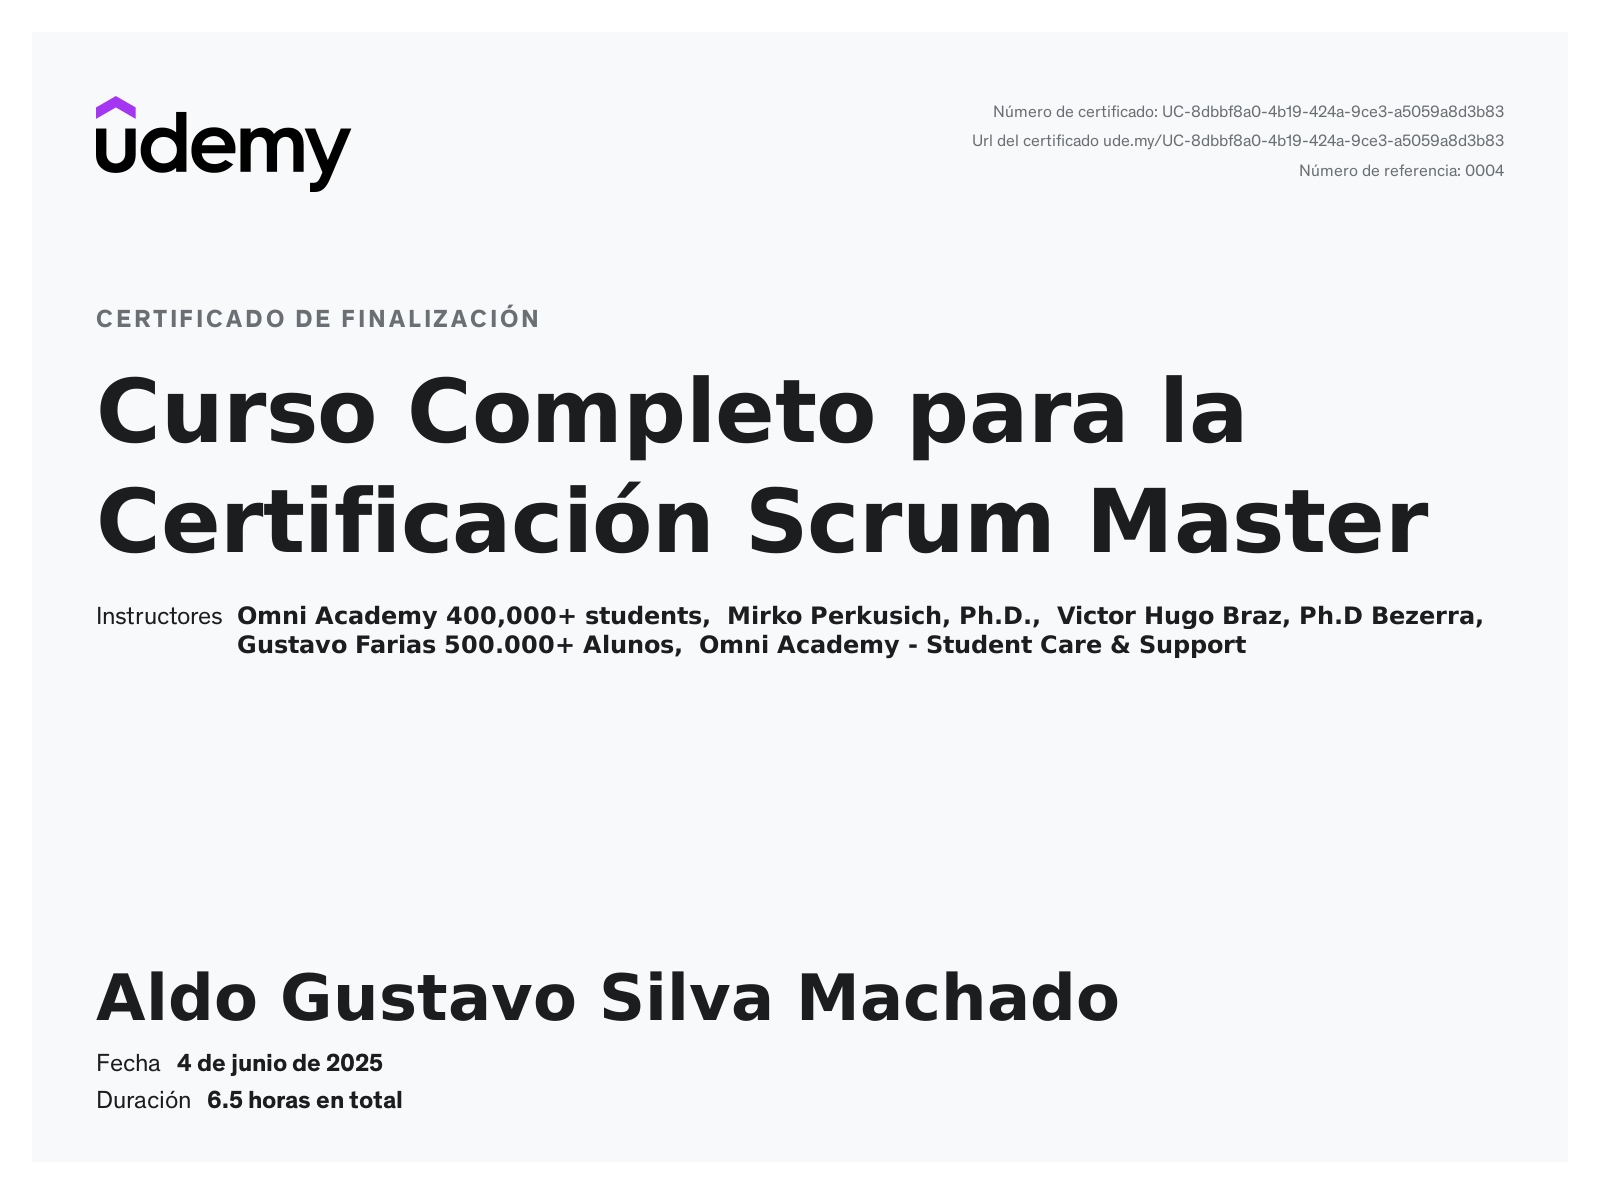 udemy
Número de certificado: UC-8dbbf8a0-4b19-424a-9ce3-a5059a8d3b83
Url del certificado ude.my/UC-8dbbf8a0-4b19-424a-9ce3-a5059a8d3b83
Número de referencia: 0004
CERTIFICADO DE FINALIZACIÓN
Curso Completo para la
Certificación Scrum Master
Instructores Omni Academy 400,000+ students, Mirko Perkusich, Ph.D., Victor Hugo Braz, Ph.D Bezerra,
Gustavo Farias 500.000+ Alunos, Omni Academy - Student Care & Support
Aldo Gustavo Silva Machado
Fecha 4 de junio de 2025
Duración 6.5 horas en total